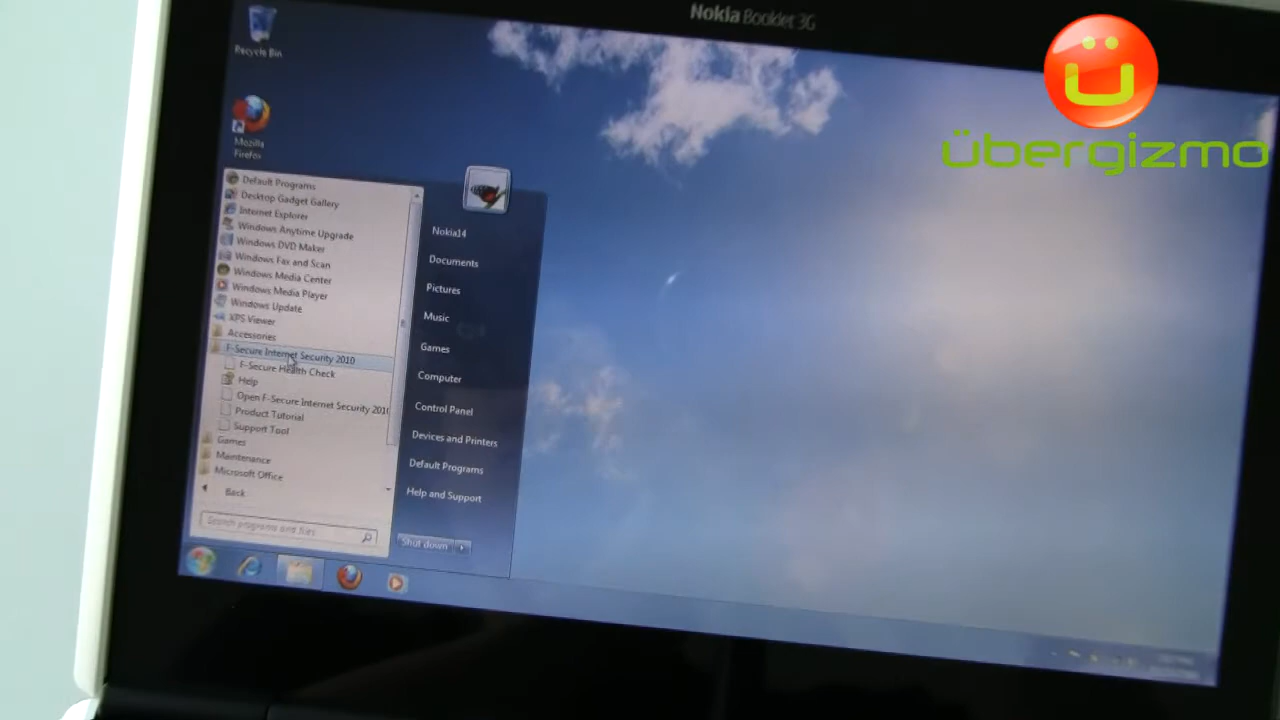 Nokia Booklet 3G
übergizmo
Recycle Bin
Mozilla
Firefox
Default Programs
Desktop Gadget Gallery
Internet Explorer
Windows Anytime Upgrade
Windows DVD Maker
Windows Fax and Scan
Windows Media Center
Windows Media Player
Windows Update
XPS Viewer
Accessories
F-Secure Internet Security 2010
F-Secure Health Check
Help
Open F-Secure Internet Security 2010
Product Tutorial
Support Tool
Games
Maintenance
Microsoft Office
Back
Search programs and files
Nokia14
Documents
Pictures
Music
Games
Computer
Control Panel
Devices and Printers
Default Programs
Help and Support
Shut down